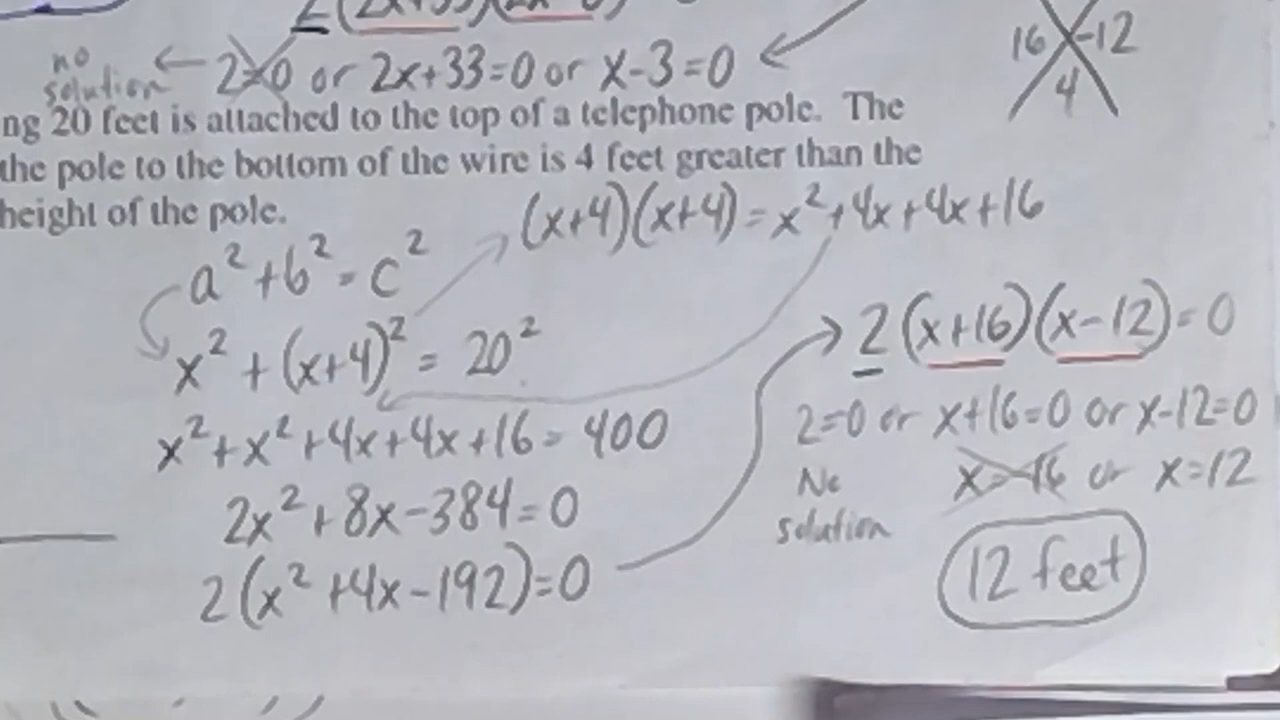 no
solution ← 2=0 or 2x+33=0 or x-3=0
16 -12
4
ng 20 feet is attached to the top of a telephone pole. The
the pole to the bottom of the wire is 4 feet greater than the
height of the pole.
(x+4)(x+4)=x²+4x+4x+16
a²+b²=c²
x²+(x+4)²=20²
x²+x²+4x+4x+16=400
2x²+8x-384=0
2(x²+4x-192)=0
2(x+16)(x-12)=0
2=0 or x+16=0 or x-12=0
No
solution
x=-16 or x=12
12 feet